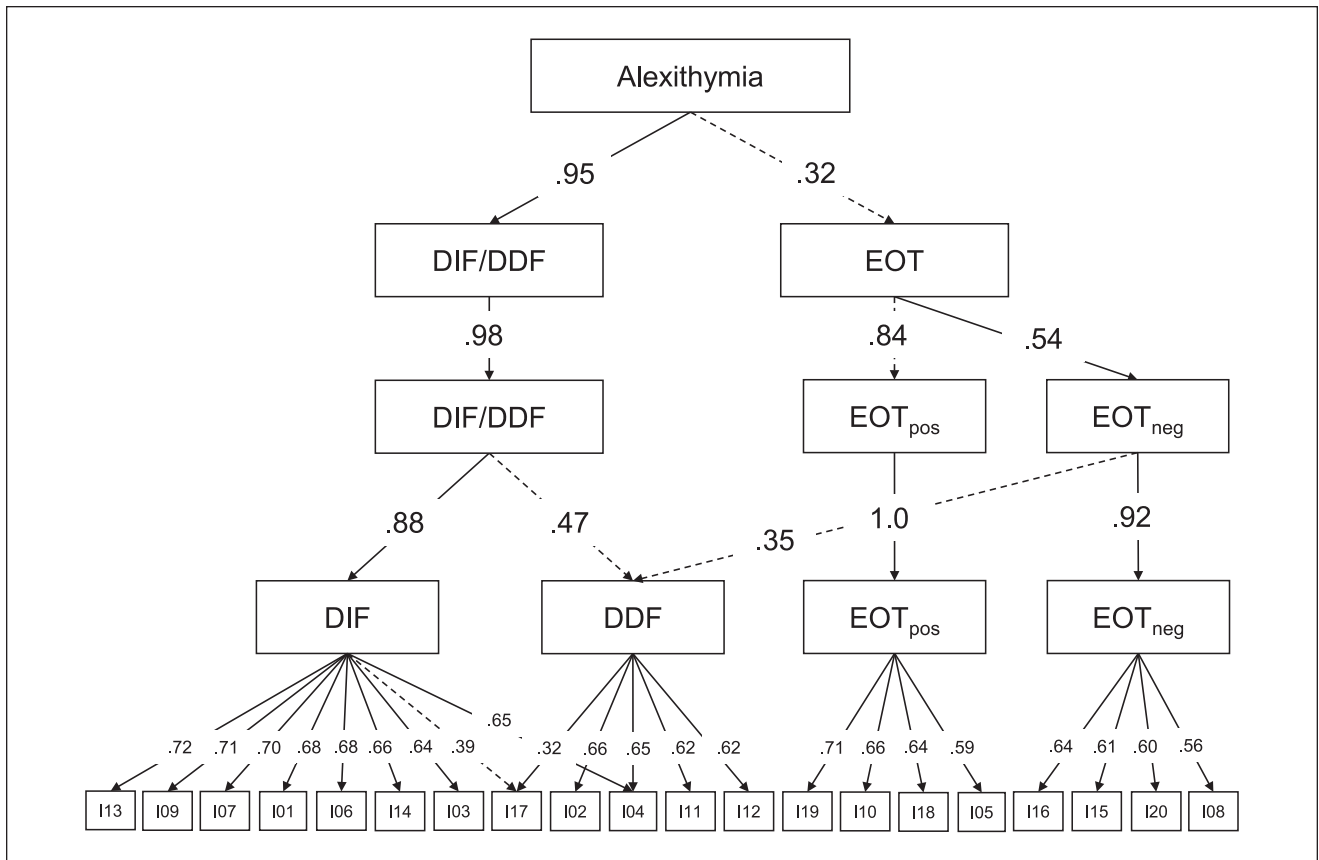 Alexithymia
.95 .32
DIF/DDF EOT
.98 .84 .54
DIF/DDF EOTpos EOTneg
.88 .47 .35 1.0 .92
DIF DDF EOTpos EOTneg
.72 .71 .70 .68 .68 .66 .64 .39 .65 .32 .66 .65 .62 .62 .71 .66 .64 .59 .64 .61 .60 .56
I13 I09 I07 I01 I06 I14 I03 I17 I02 I04 I11 I12 I19 I10 I18 I05 I16 I15 I20 I08